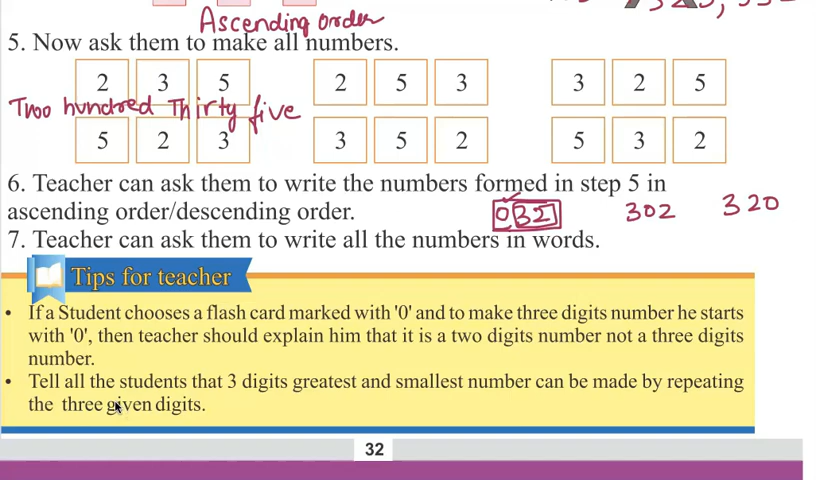 Ascending order
5. Now ask them to make all numbers.
2 3 5 2 5 3 3 2 5
Two hundred Thirty five
5 2 3 3 5 2 5 3 2
6. Teacher can ask them to write the numbers formed in step 5 in
ascending order/descending order. 032 302 320
7. Teacher can ask them to write all the numbers in words.
Tips for teacher
• If a Student chooses a flash card marked with '0' and to make three digits number he starts
with '0', then teacher should explain him that it is a two digits number not a three digits
number.
• Tell all the students that 3 digits greatest and smallest number can be made by repeating
the three given digits.
32